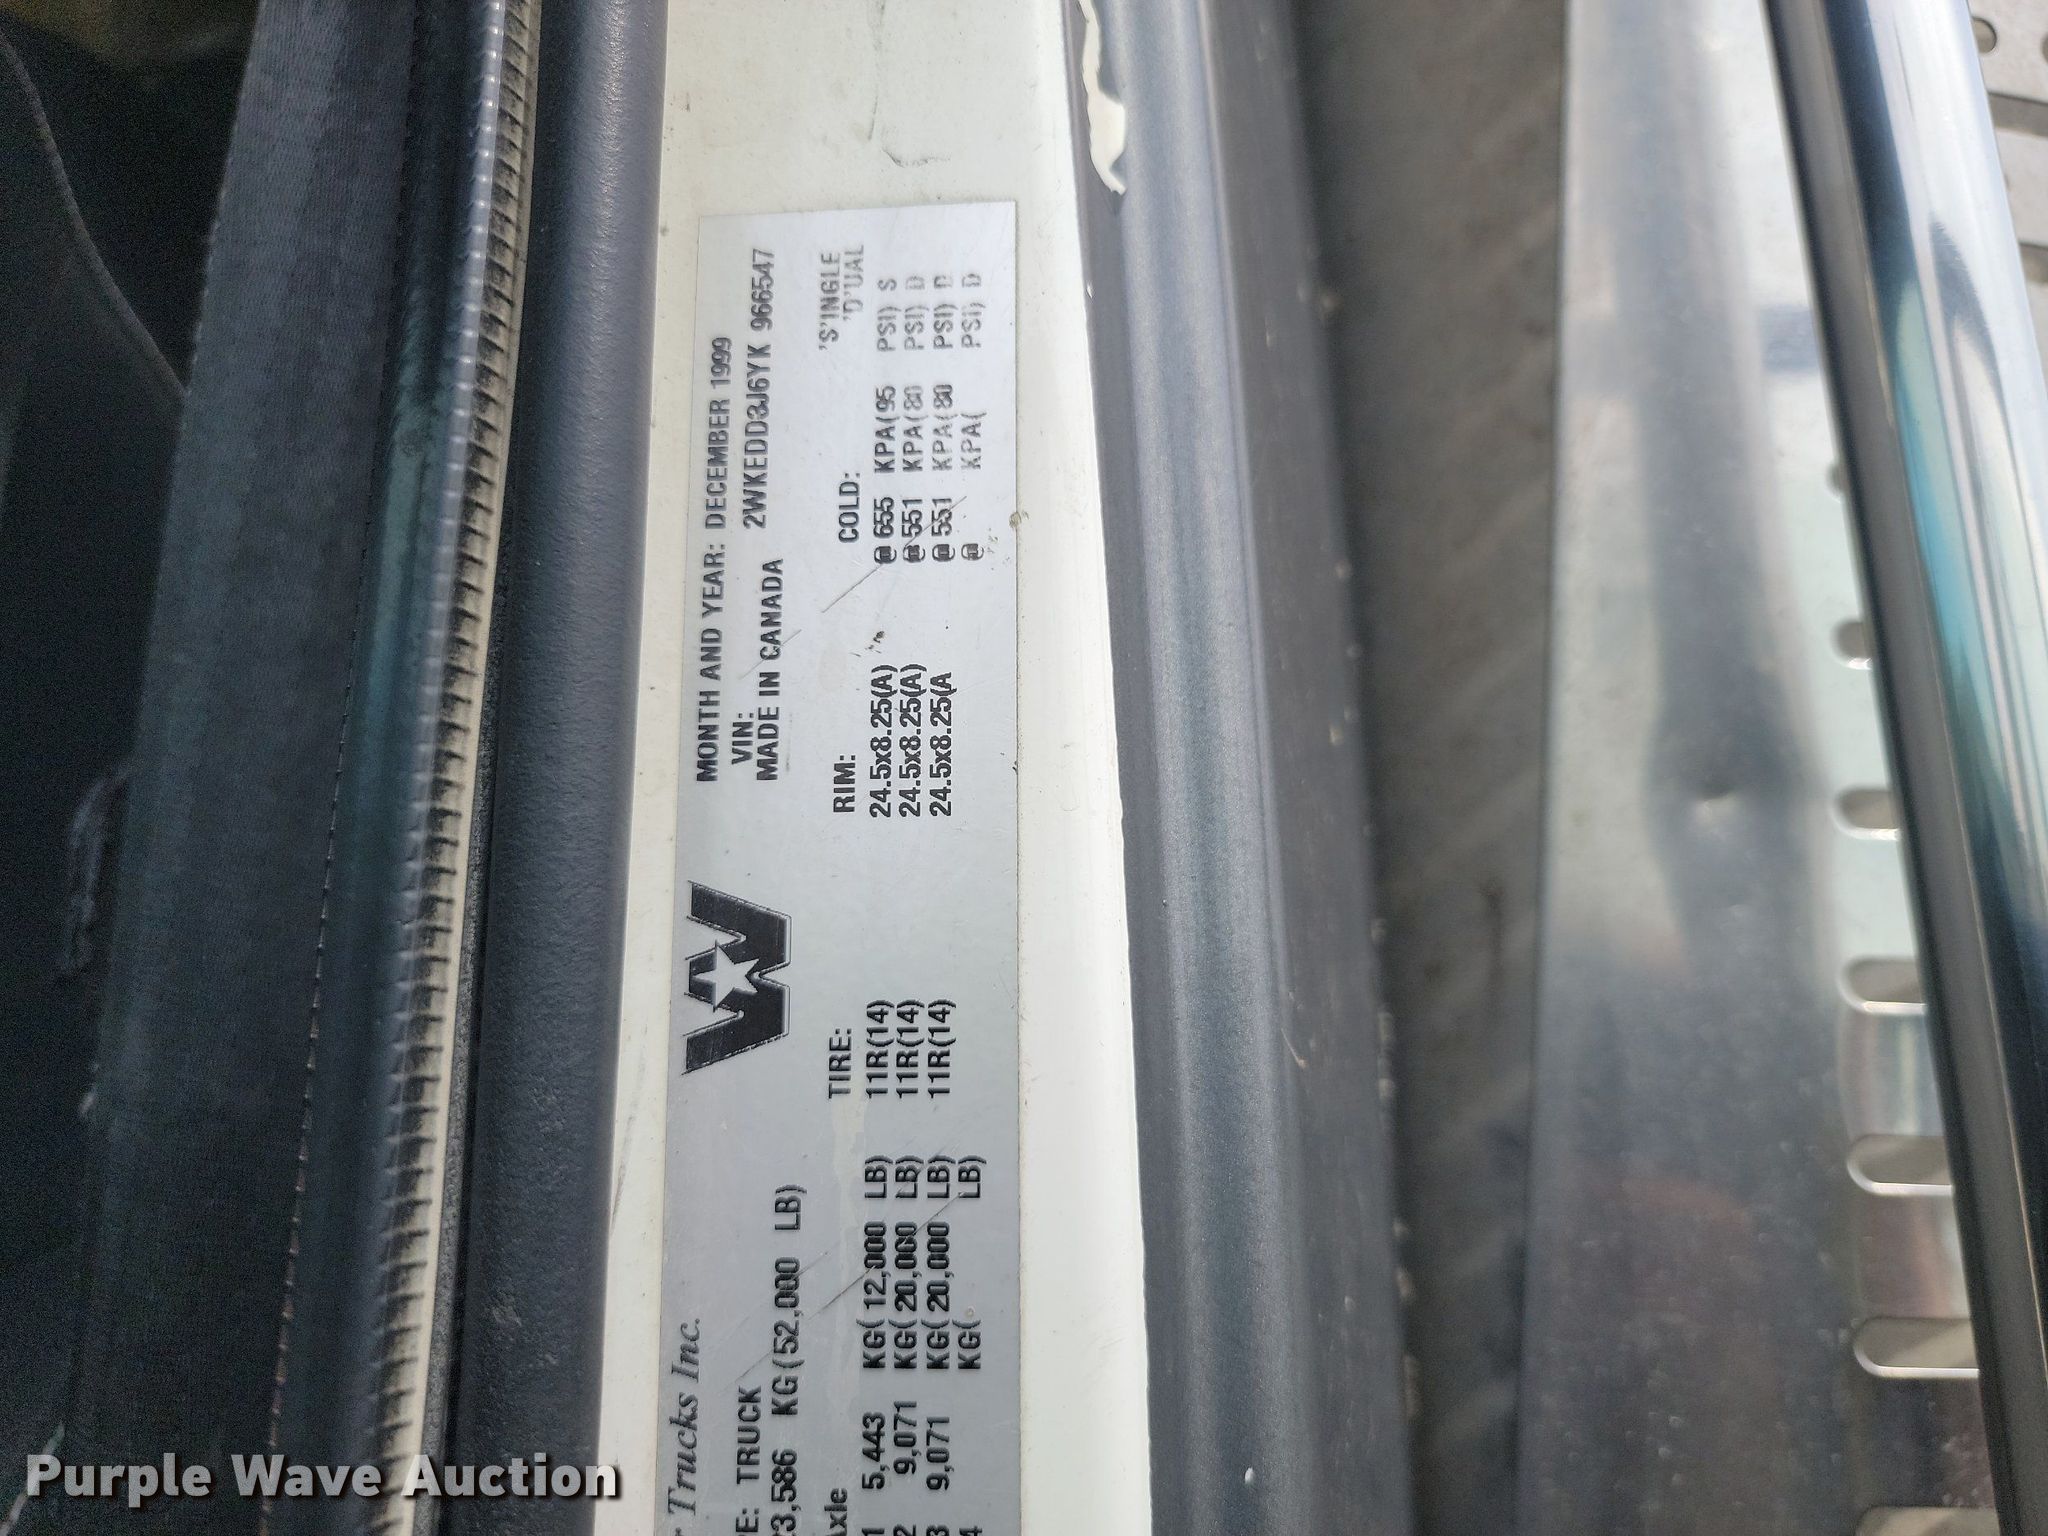 Trucks Inc.
MONTH AND YEAR: DECEMBER 1999
VIN: 2WKEDD3J6YK 966547
TRUCK MADE IN CANADA
3,586 KG(52,000 LB)
'S'INGLE
TIRE: RIM: COLD: 'D'UAL
5,443 KG( 12,000 LB) 11R(14) 24.5x8.25(A) @ 655 KPA(95 PSI) S
2 9,071 KG( 20,000 LB) 11R(14) 24.5x8.25(A) @ 551 KPA(80 PSI) D
3 9,071 KG( 20,000 LB) 11R(14) 24.5x8.25(A @ 551 KPA(80 PSI) D
4 KG( LB) @ KPA( PSI) D
Purple Wave Auction